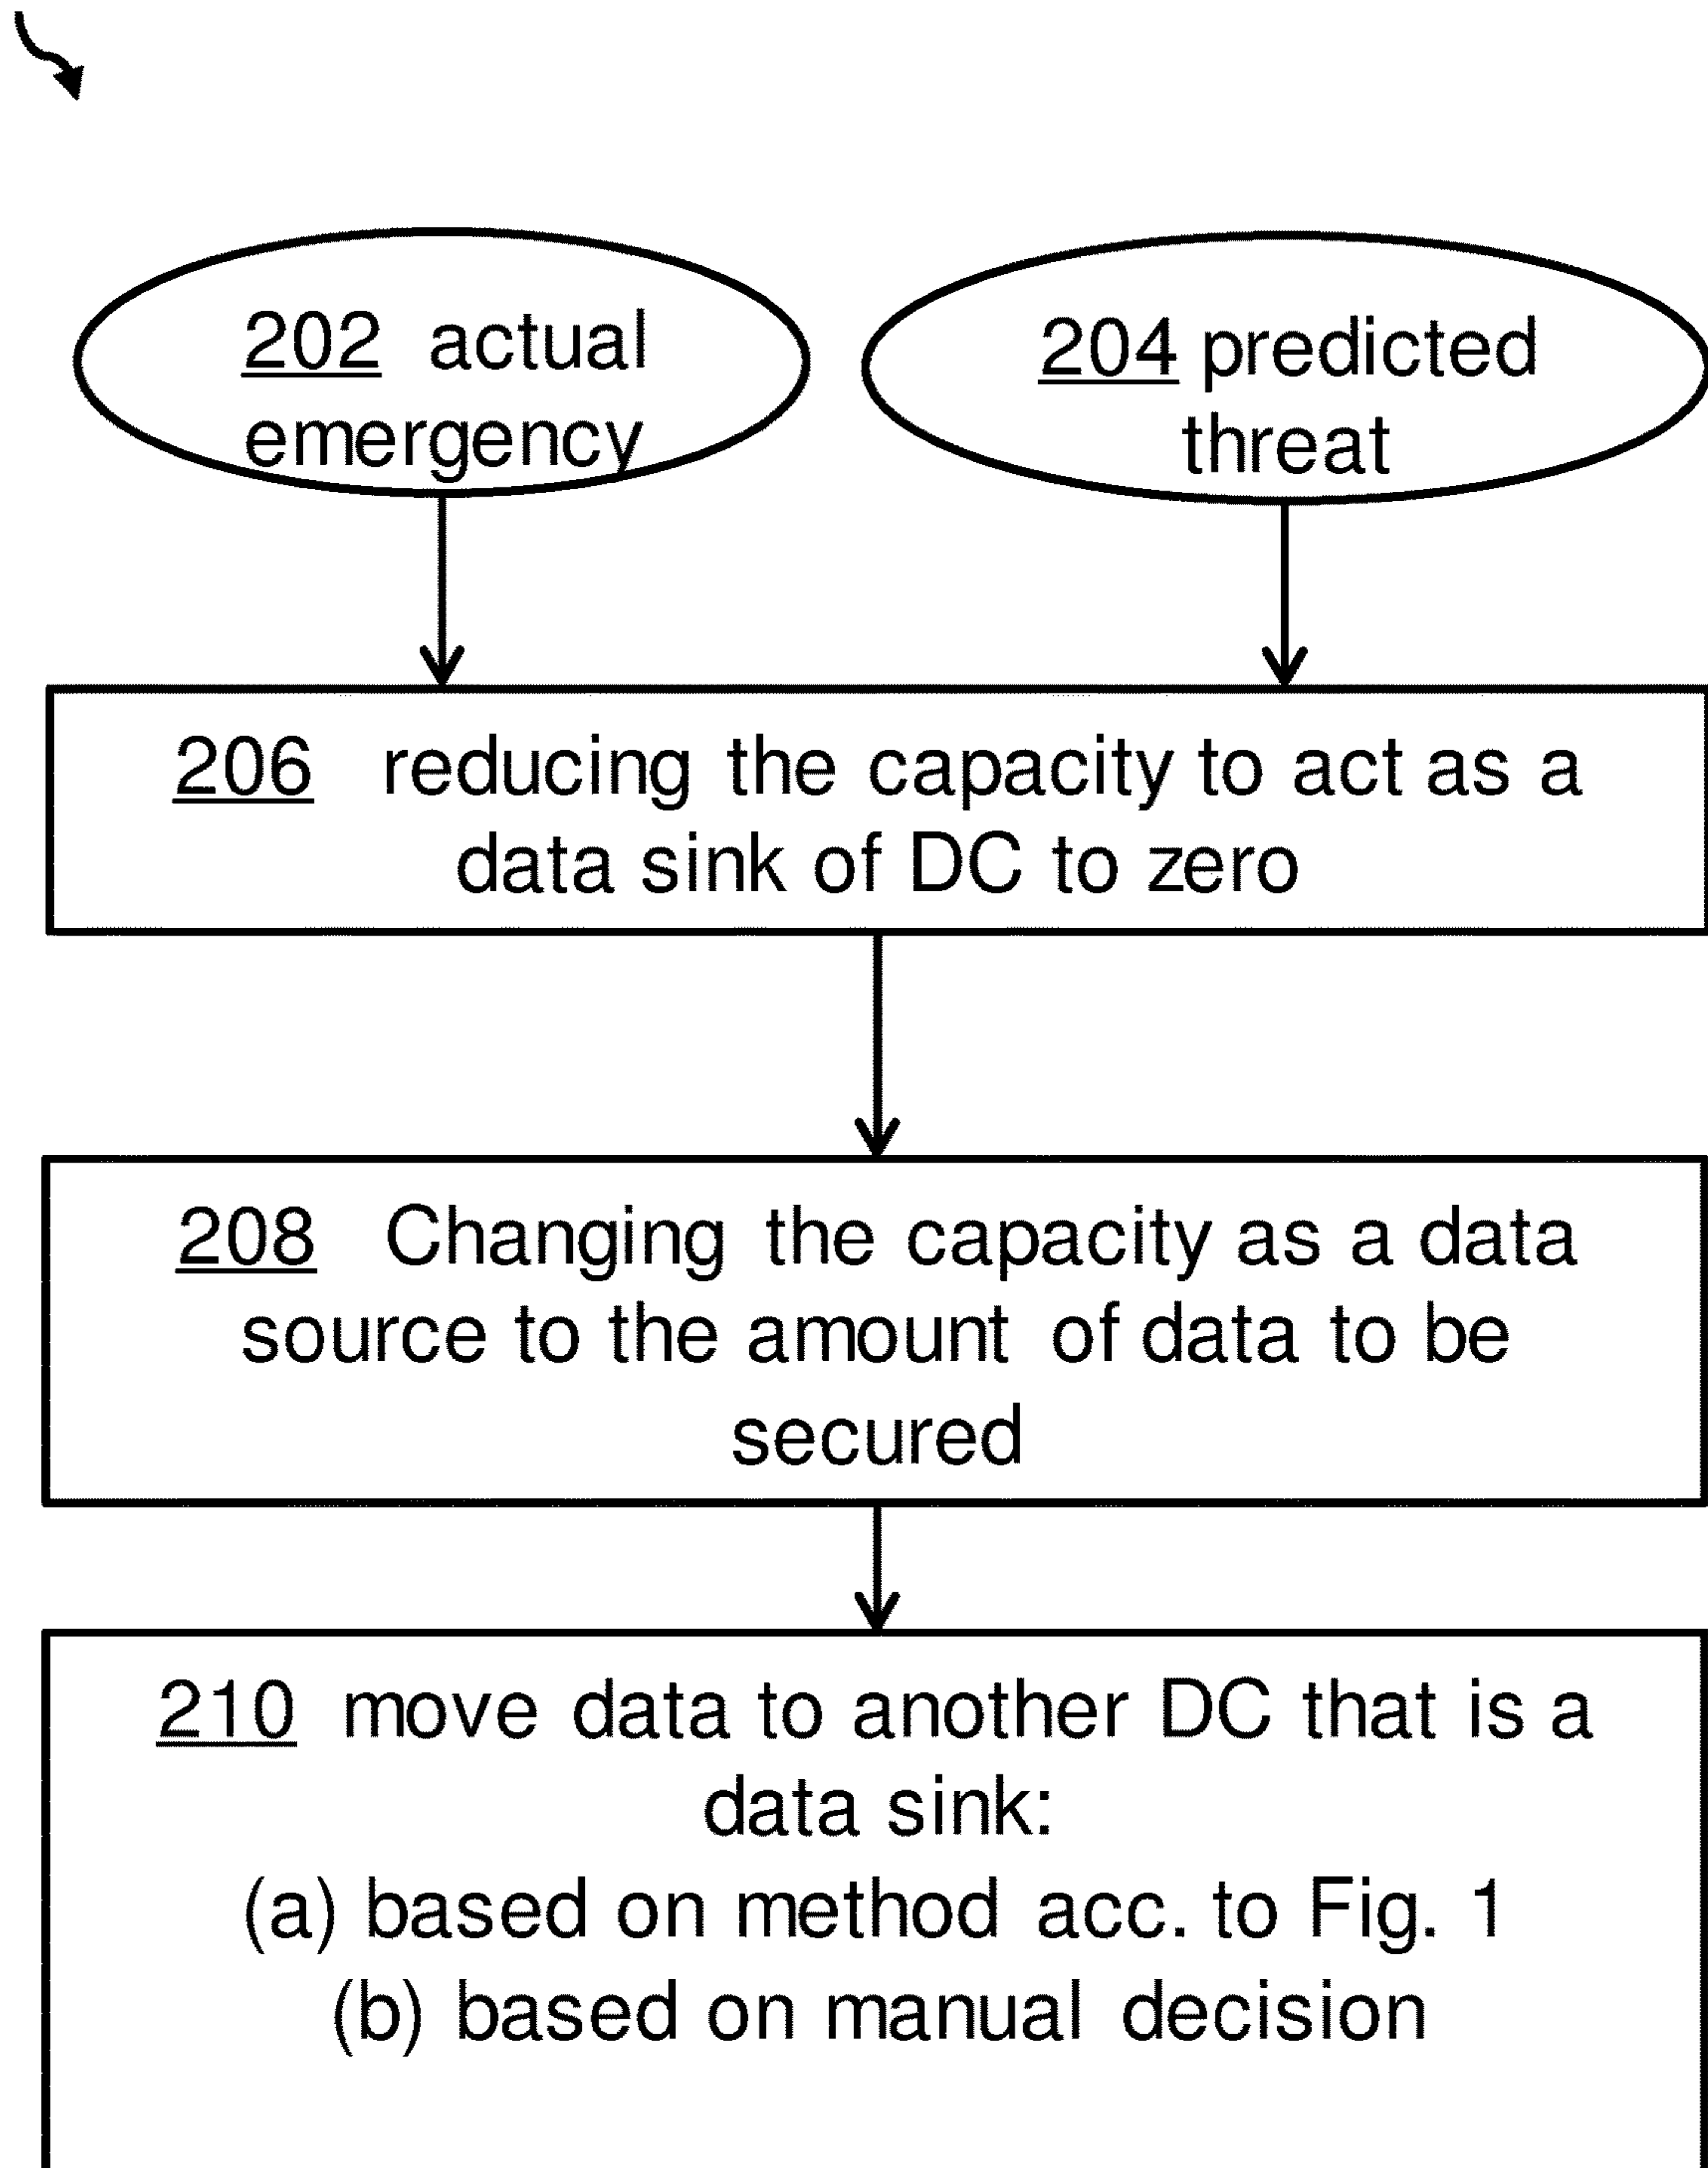 202 actual
emergency
204 predicted
threat
206 reducing the capacity to act as a
data sink of DC to zero
208 Changing the capacity as a data
source to the amount of data to be
secured
210 move data to another DC that is a
data sink:
(a) based on method acc. to Fig. 1
(b) based on manual decision